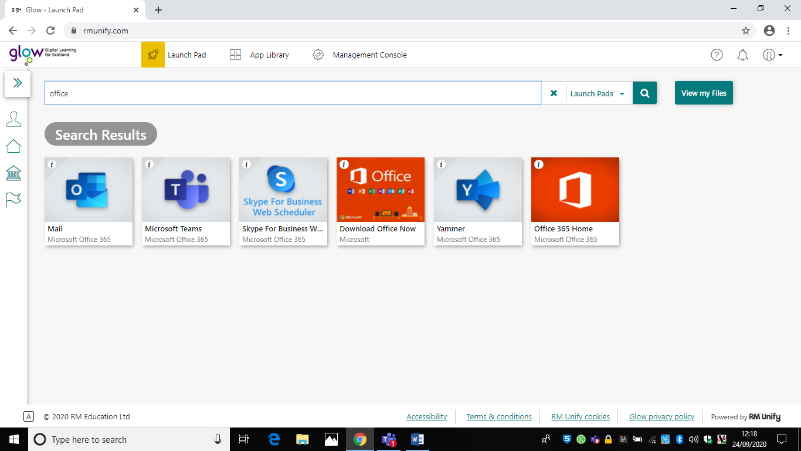 Glow - Launch Pad
rmunify.com
glow Digital Learning for Scotland
Launch Pad
App Library
Management Console
office
Launch Pads
View my Files
Search Results
Mail
Microsoft Office 365
Microsoft Teams
Microsoft Office 365
Skype For Business
Web Scheduler
Skype For Business W...
Microsoft Office 365
Office
Download Office Now
Microsoft
Yammer
Microsoft Office 365
Office 365 Home
Microsoft Office 365
A
© 2020 RM Education Ltd.
Accessibility
Terms & conditions
RM Unify cookies
Glow privacy policy
Powered by RM Unify
Type here to search
12:18
24/09/2020